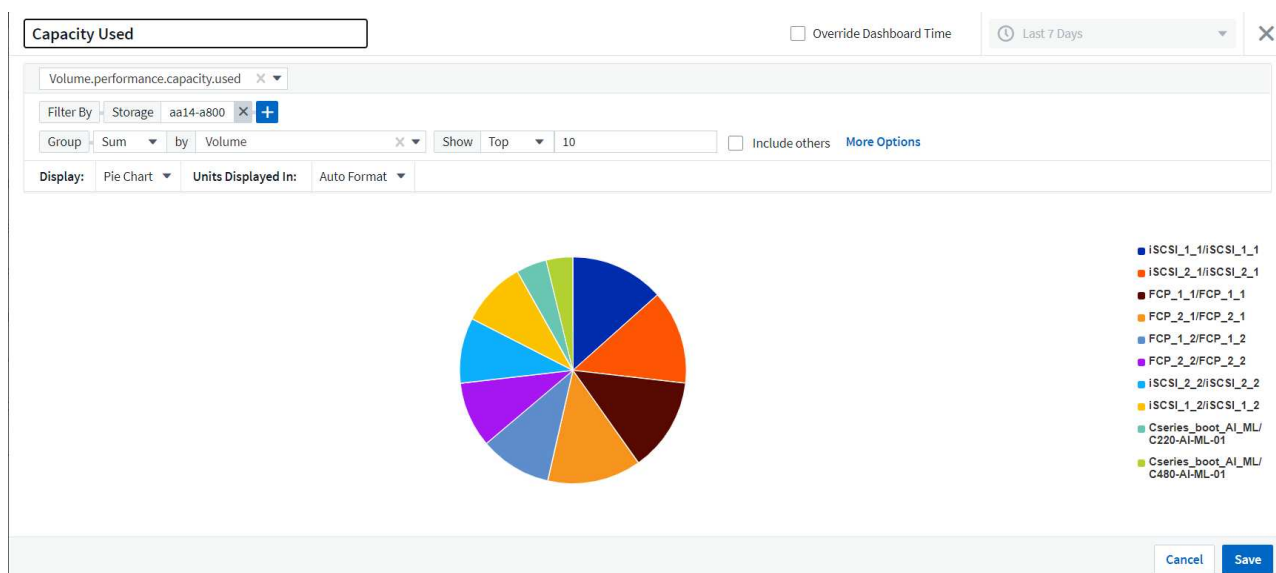 Capacity Used
Override Dashboard Time
Last 7 Days
Volume.performance.capacity.used
Filter By Storage aa14-a800
Group Sum by Volume Show Top 10 Include others More Options
Display: Pie Chart Units Displayed In: Auto Format
iSCSI_1_1/iSCSI_1_1
iSCSI_2_1/iSCSI_2_1
FCP_1_1/FCP_1_1
FCP_2_1/FCP_2_1
FCP_1_2/FCP_1_2
FCP_2_2/FCP_2_2
iSCSI_2_2/iSCSI_2_2
iSCSI_1_2/iSCSI_1_2
Cseries_boot_AI_ML/
C220-AI-ML-01
Cseries_boot_AI_ML/
C480-AI-ML-01
Cancel Save